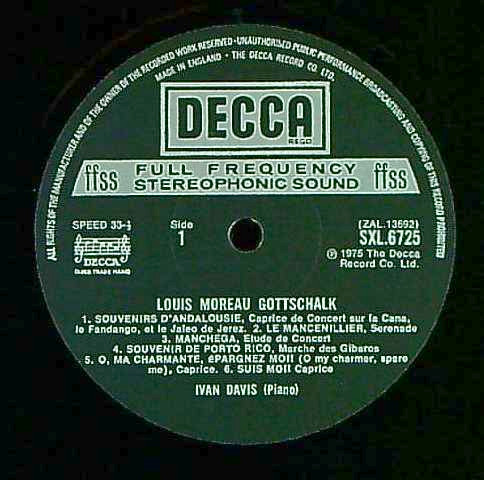 ALL RIGHTS OF THE MANUFACTURER AND OF THE OWNER OF THE RECORDED WORK RESERVED · UNAUTHORISED PUBLIC PERFORMANCE BROADCASTING AND COPYING OF THIS RECORD PROHIBITED
MADE IN ENGLAND · THE DECCA RECORD CO. LTD.
DECCA
REGD
ffss FULL FREQUENCY ffss
STEREOPHONIC SOUND
SPEED 33-⅓
Side
1
(ZAL.13692)
SXL.6725
DECCA
℗ 1975 The Decca
Record Co. Ltd.
LOUIS MOREAU GOTTSCHALK
1. SOUVENIRS D'ANDALOUSIE, Caprice de Concert sur la Cana,
le Fandango, et le Jaleo de Jerez. 2. LE MANCENILLIER, Serenade
3. MANCHEGA, Etude de Concert
4. SOUVENIR DE PORTO RICO, Marche des Gibaros
5. O, MA CHARMANTE, éPARGNEZ MOI! (O my charmer, spare
me), Caprice. 6. SUIS MOI! Caprice
IVAN DAVIS (Piano)